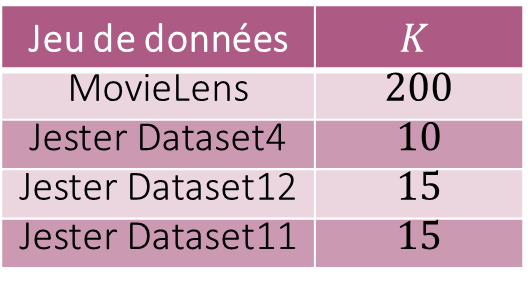 Jeu de données K
MovieLens 200
Jester Dataset4 10
Jester Dataset12 15
Jester Dataset11 15